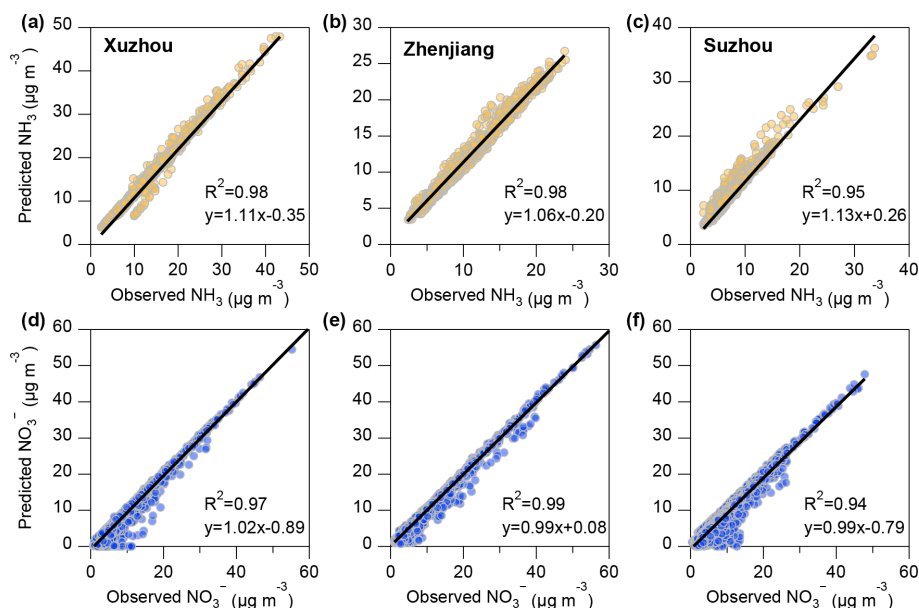 (a)
Xuzhou
Predicted NH₃ (µg m⁻³)
50
40
30
20
10
0
R²=0.98
y=1.11x-0.35
0 10 20 30 40 50
Observed NH₃ (µg m⁻³)
(b)
Zhenjiang
30
25
20
15
10
5
0
R²=0.98
y=1.06x-0.20
0 10 20 30
Observed NH₃ (µg m⁻³)
(c)
Suzhou
40
30
20
10
0
R²=0.95
y=1.13x+0.26
0 10 20 30 40
Observed NH₃ (µg m⁻³)
(d)
Predicted NO₃⁻ (µg m⁻³)
60
50
40
30
20
10
0
R²=0.97
y=1.02x-0.89
0 20 40 60
Observed NO₃⁻ (µg m⁻³)
(e)
60
50
40
30
20
10
0
R²=0.99
y=0.99x+0.08
0 20 40 60
Observed NO₃⁻ (µg m⁻³)
(f)
60
50
40
30
20
10
0
R²=0.94
y=0.99x-0.79
0 20 40 60
Observed NO₃⁻ (µg m⁻³)